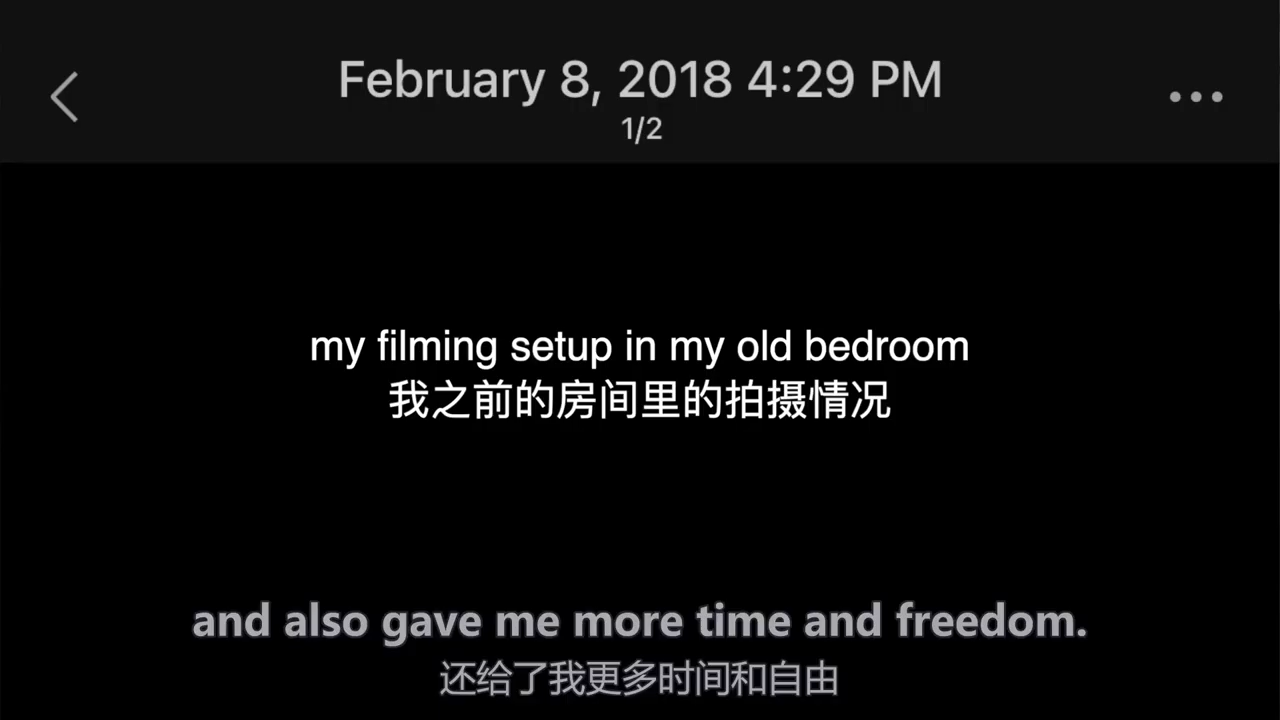 February 8, 2018 4:29 PM
1/2
my filming setup in my old bedroom
我之前的房间里的拍摄情况
and also gave me more time and freedom.
还给了我更多时间和自由